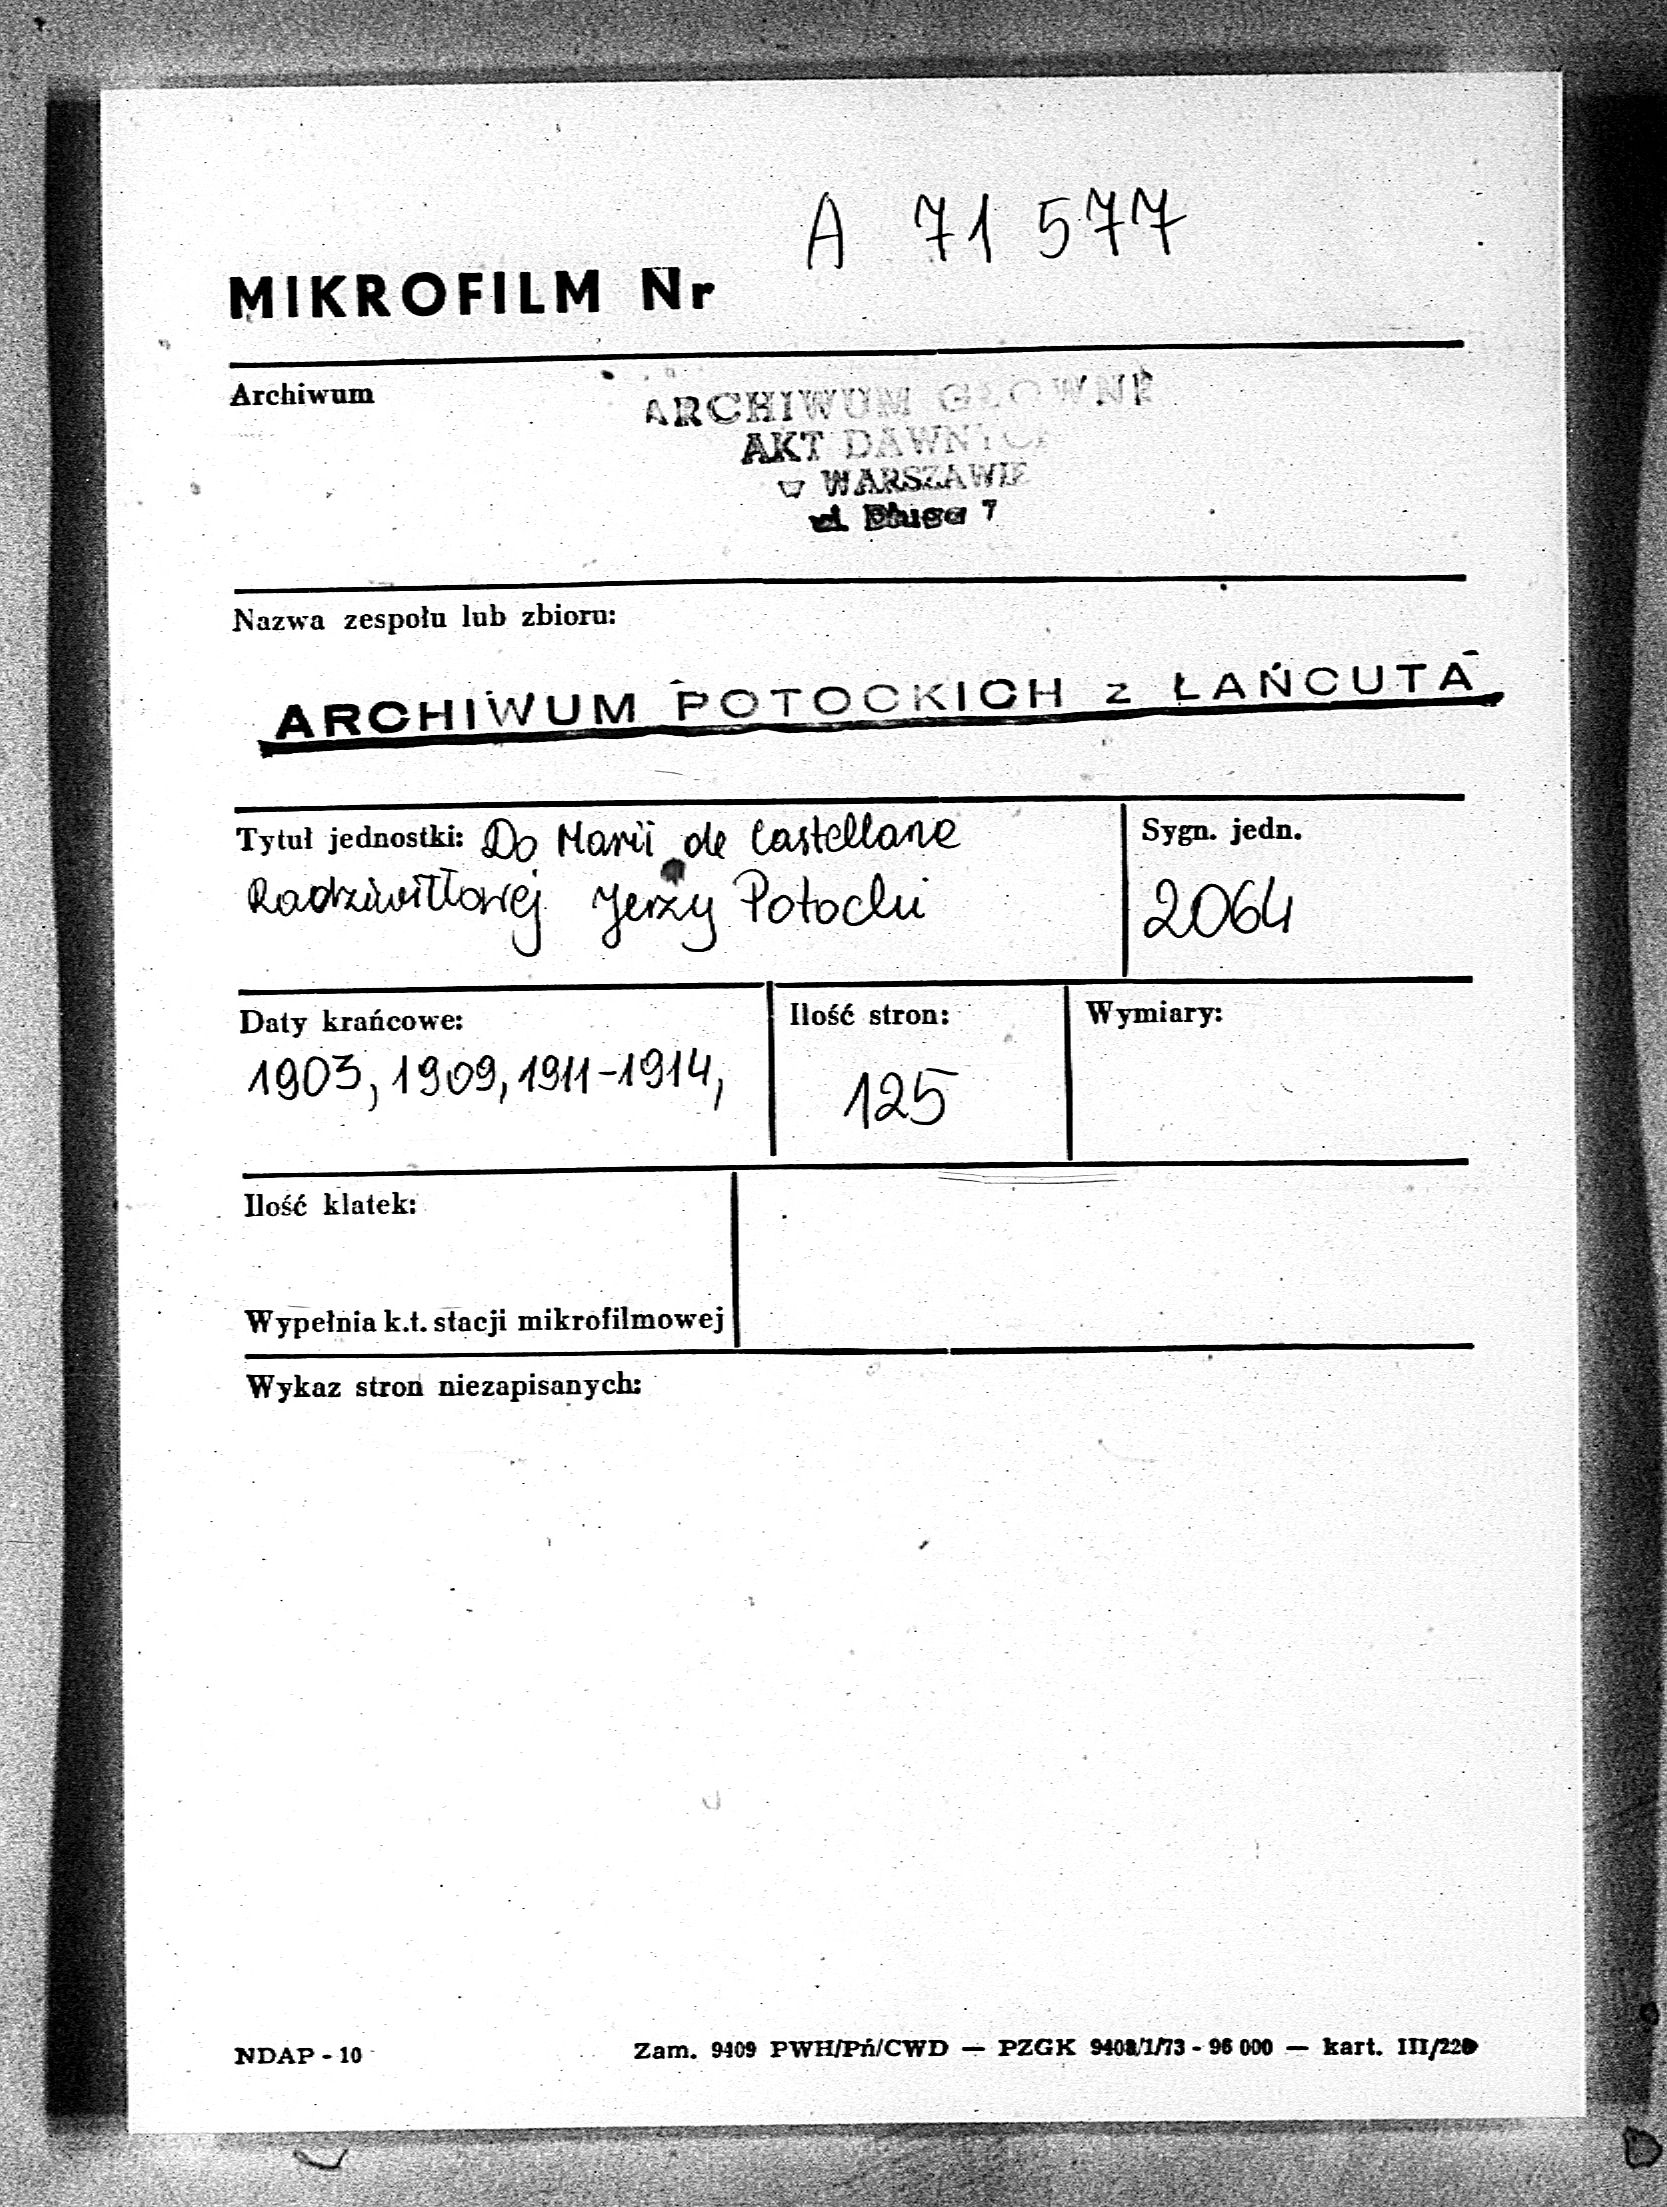 A 71 577
MIKROFILM Nr
Archiwum
ARCHIWUM GŁOWNE
AKT DAWNYCH
w WARSZAWIE
ul. Długa 7
Nazwa zespołu lub zbioru:
ARCHIWUM POTOCKICH z ŁAŃCUTA
Tytuł jednostki: Do Marii de Castellane
Radziwiłłowej Jerzy Potocki
Sygn. jedn.
2064
Daty krańcowe:
1903, 1909, 1911-1914,
Ilość stron:
125
Wymiary:
Ilość klatek:
Wypełnia k.t. stacji mikrofilmowej
Wykaz stron niezapisanych:
NDAP - 10
Zam. 9409 PWH/Pń/CWD — PZGK 9408/1/73 - 96 000 — kart. III/220